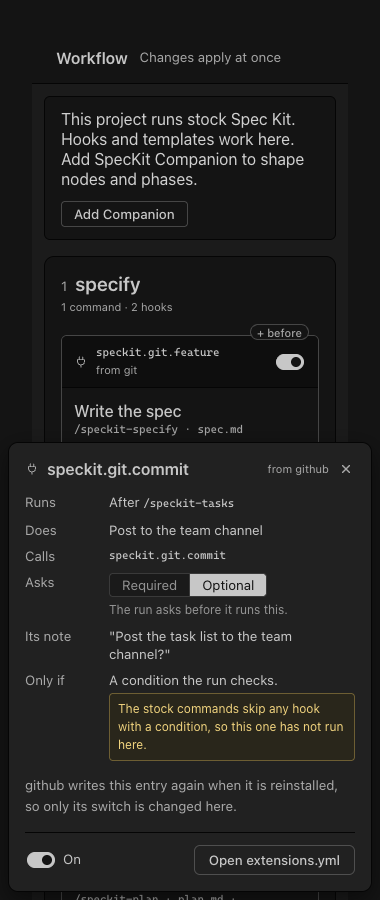 Workflow Changes apply at once
This project runs stock Spec Kit.
Hooks and templates work here.
Add SpecKit Companion to shape
nodes and phases.
Add Companion
1 specify
1 command · 2 hooks
+ before
speckit.git.feature
from git
Write the spec
/speckit-specify · spec.md
speckit.git.commit from github ×
Runs After /speckit-tasks
Does Post to the team channel
Calls speckit.git.commit
Asks Required Optional
The run asks before it runs this.
Its note "Post the task list to the team
channel?"
Only if A condition the run checks.
The stock commands skip any hook
with a condition, so this one has not run
here.
github writes this entry again when it is reinstalled,
so only its switch is changed here.
On Open extensions.yml
/speckit-plan · plan.md ·